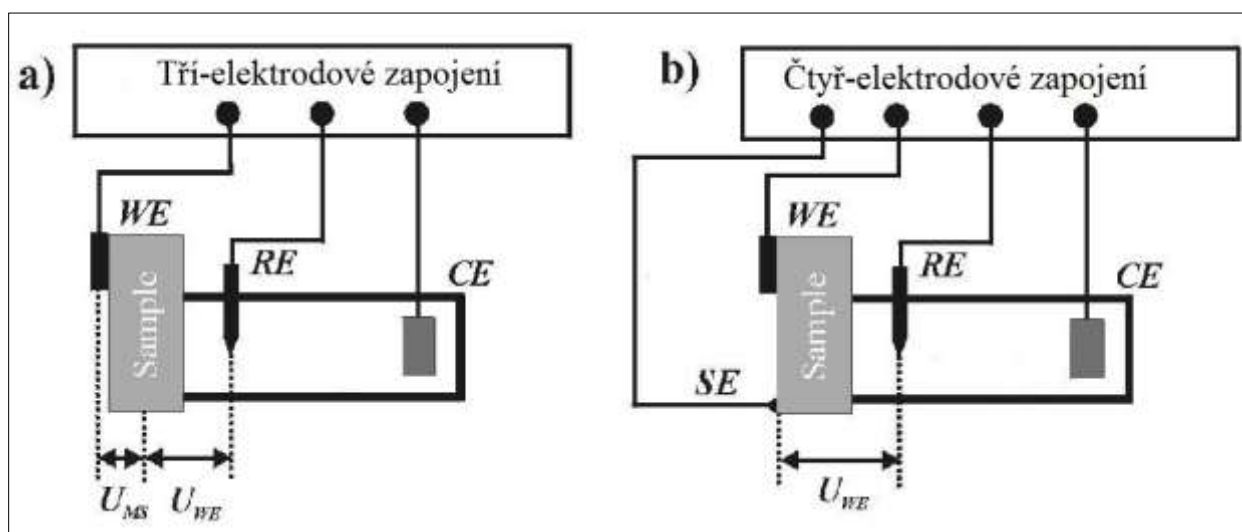 a)
Tří-elektrodové zapojení
WE
RE
CE
Sample
U_MS
U_WE
b)
Čtyř-elektrodové zapojení
WE
RE
CE
Sample
SE
U_WE